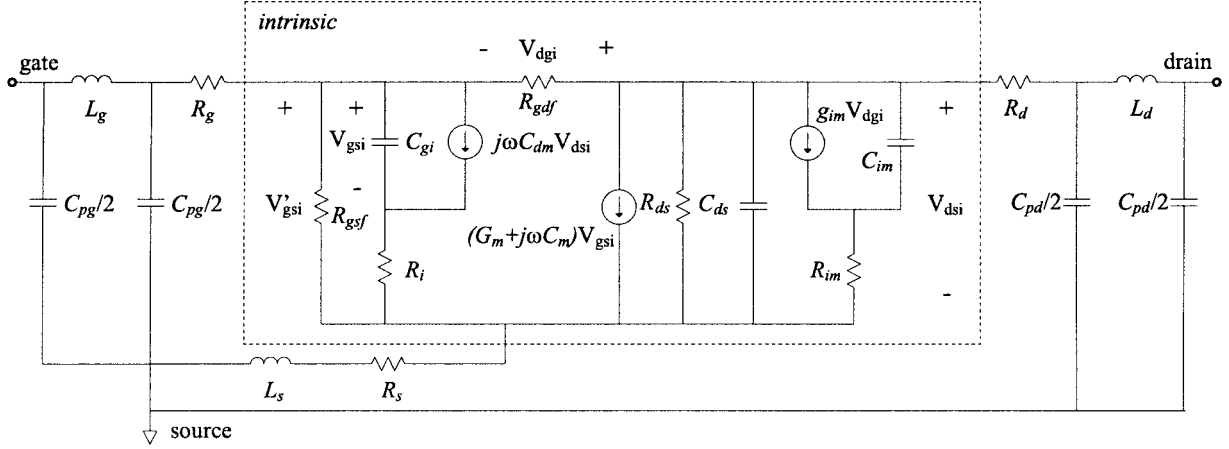 intrinsic
- V_dgi +
gate
drain
L_g
R_g
R_gdf
R_d
L_d
+
+
+
g_im V_dgi
V_gsi
C_gi
jωC_dm V_dsi
C_im
-
C_pg/2
C_pg/2
V'_gsi
R_gsf
R_ds
C_ds
V_dsi
C_pd/2
C_pd/2
(G_m+jωC_m)V_gsi
R_i
R_im
-
L_s
R_s
source